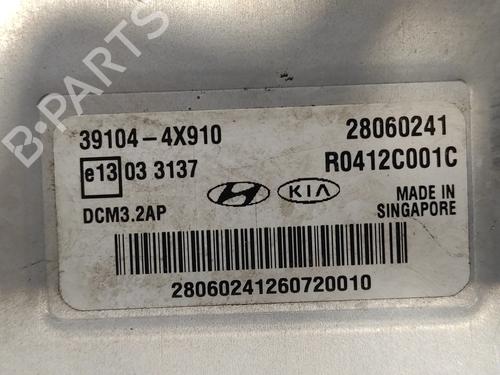 39104-4X910 28060241
e13 03 3137 R0412C001C
KIA
DCM3.2AP MADE IN
SINGAPORE
28060241260720010
B-PARTS